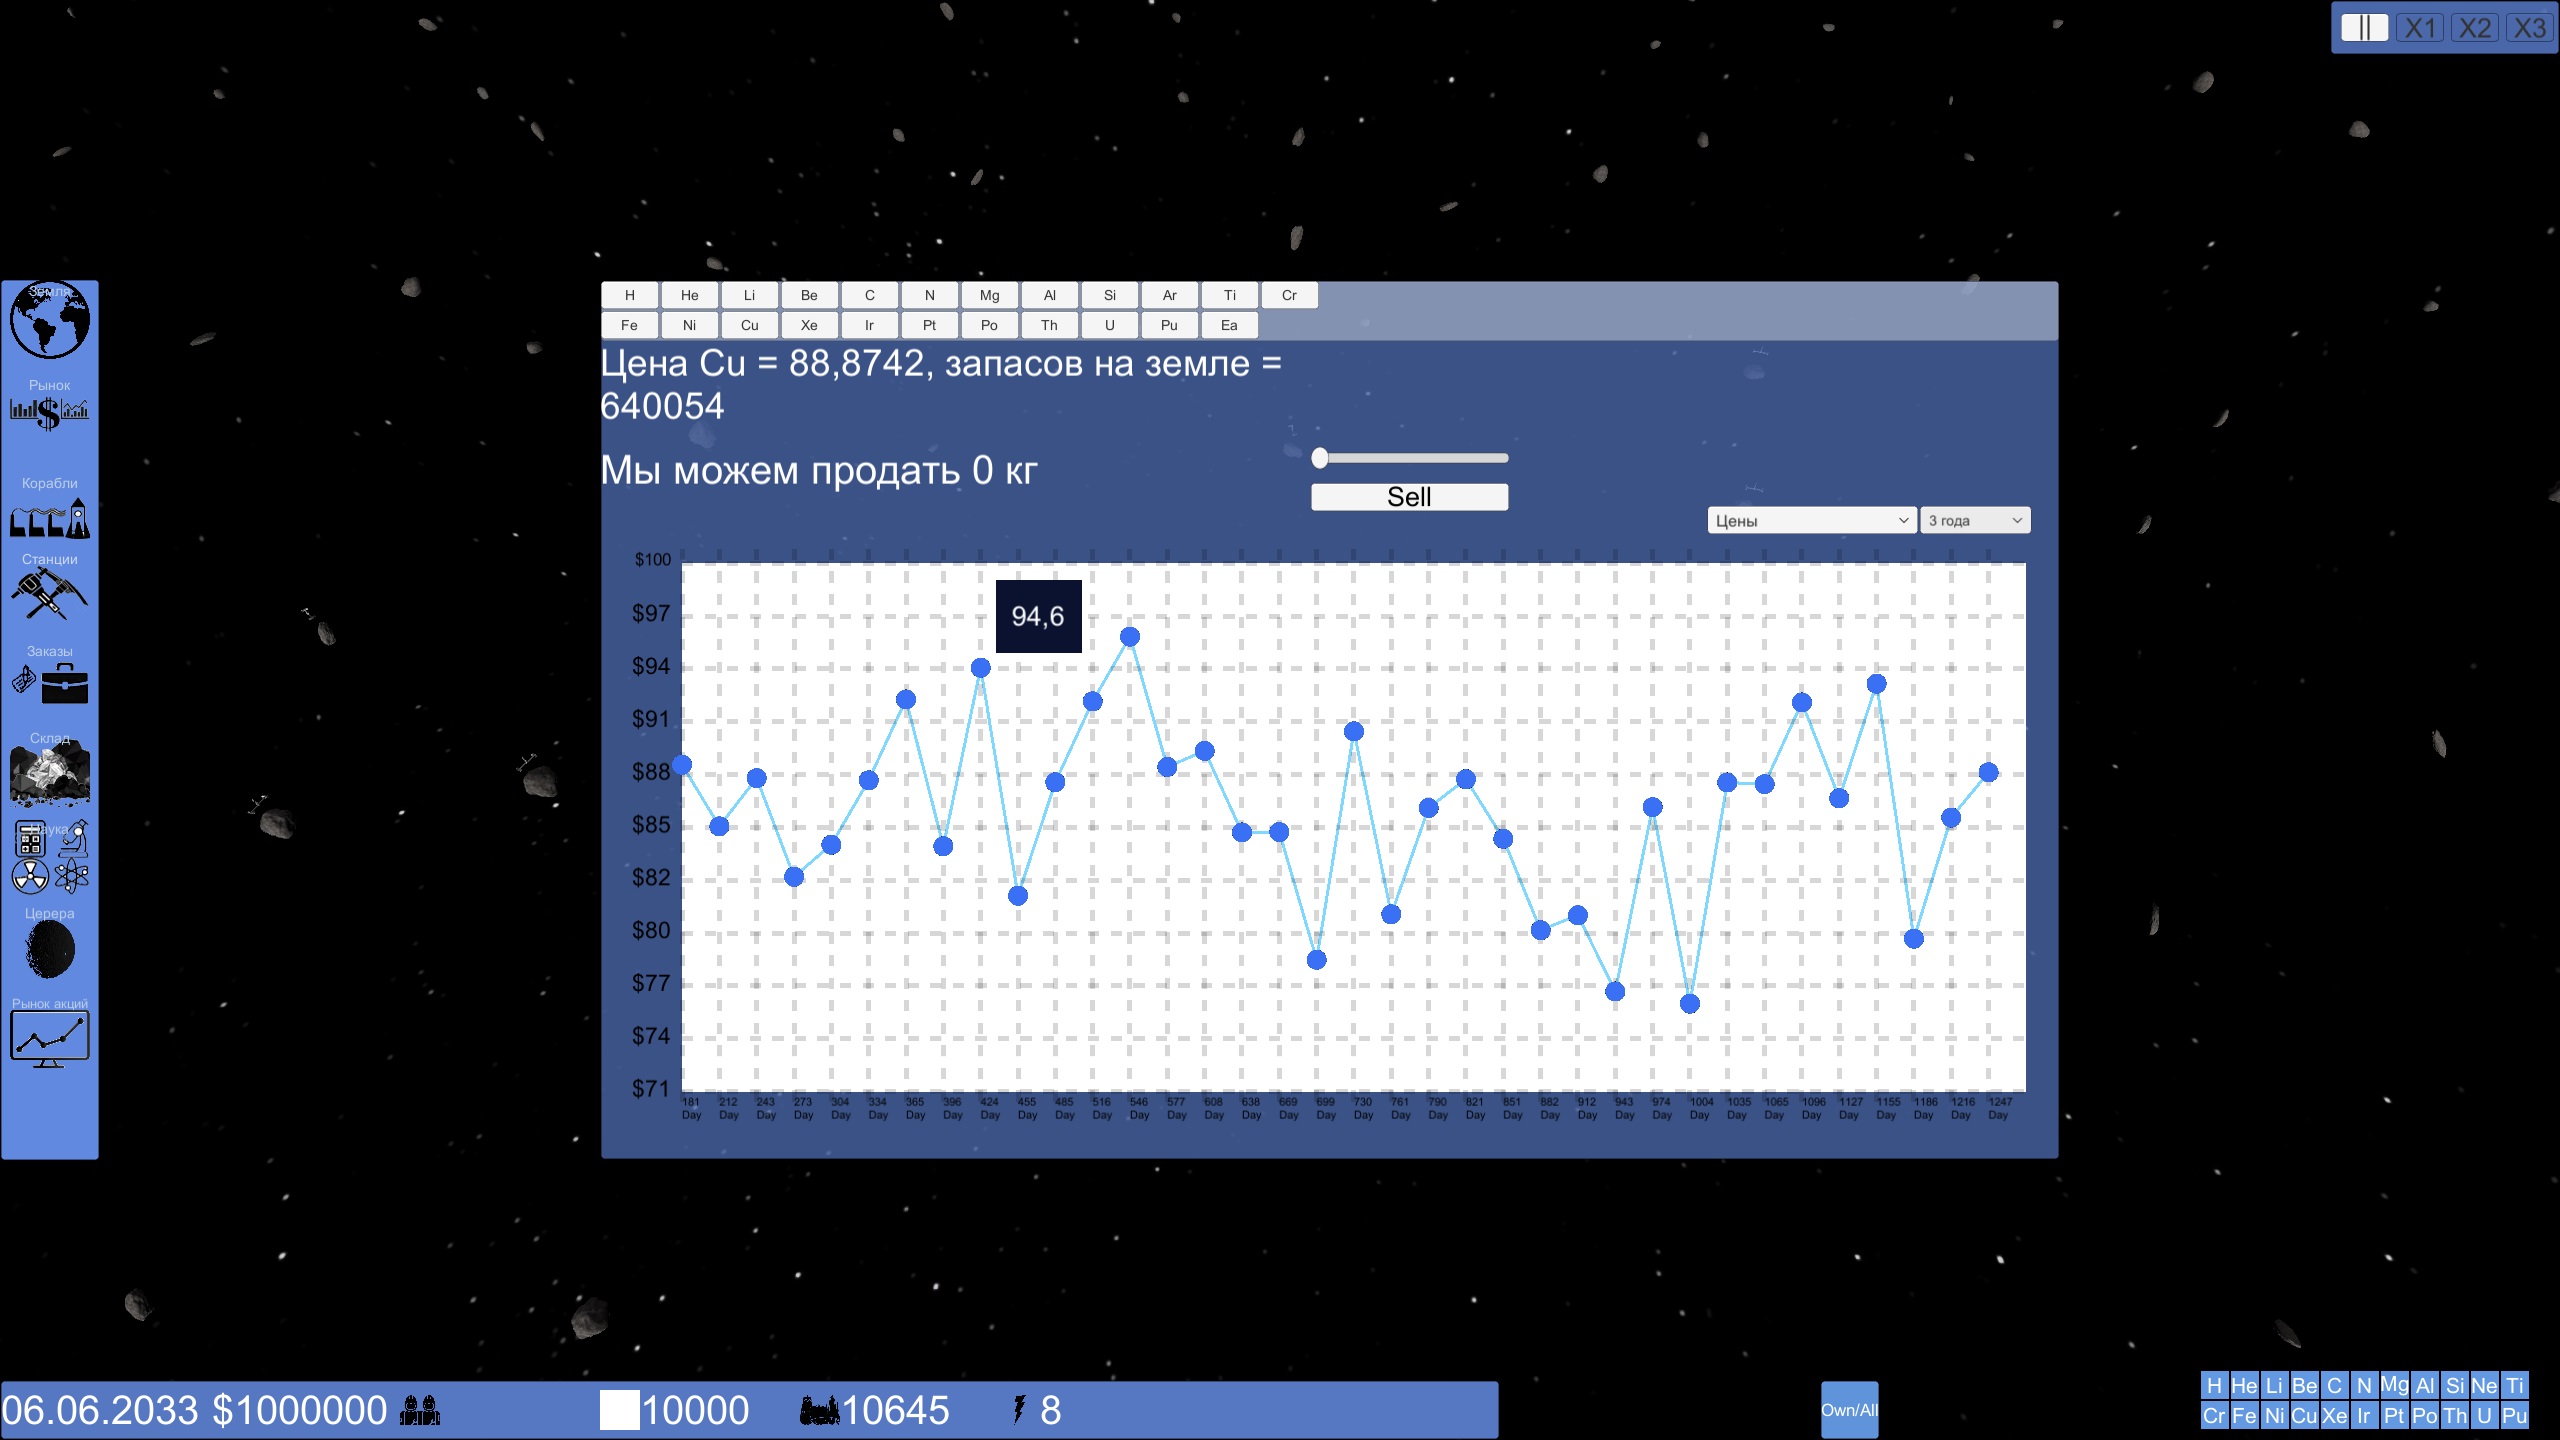 || X1 X2 X3
Земля
Рынок
Корабли
Станции
Заказы
Склад
Наука
Церера
Рынок акций
H He Li Be C N Mg Al Si Ar Ti Cr
Fe Ni Cu Xe Ir Pt Po Th U Pu Ea
Цена Cu = 88,8742, запасов на земле =
640054
Мы можем продать 0 кг
Sell
Цены 3 года
$100
$97
$94
$91
$88
$85
$82
$80
$77
$74
$71
94,6
181 212 243 273 304 334 365 396 424 455 485 516 546 577 608 638 669 699 730 761 790 821 851 882 912 943 974 1004 1035 1065 1096 1127 1155 1186 1216 1247
Day Day Day Day Day Day Day Day Day Day Day Day Day Day Day Day Day Day Day Day Day Day Day Day Day Day Day Day Day Day Day Day Day Day Day Day
06.06.2033 $1000000 10000 10645 8
Own/All
H He Li Be C N Mg Al Si Ne Ti
Cr Fe Ni Cu Xe Ir Pt Po Th U Pu